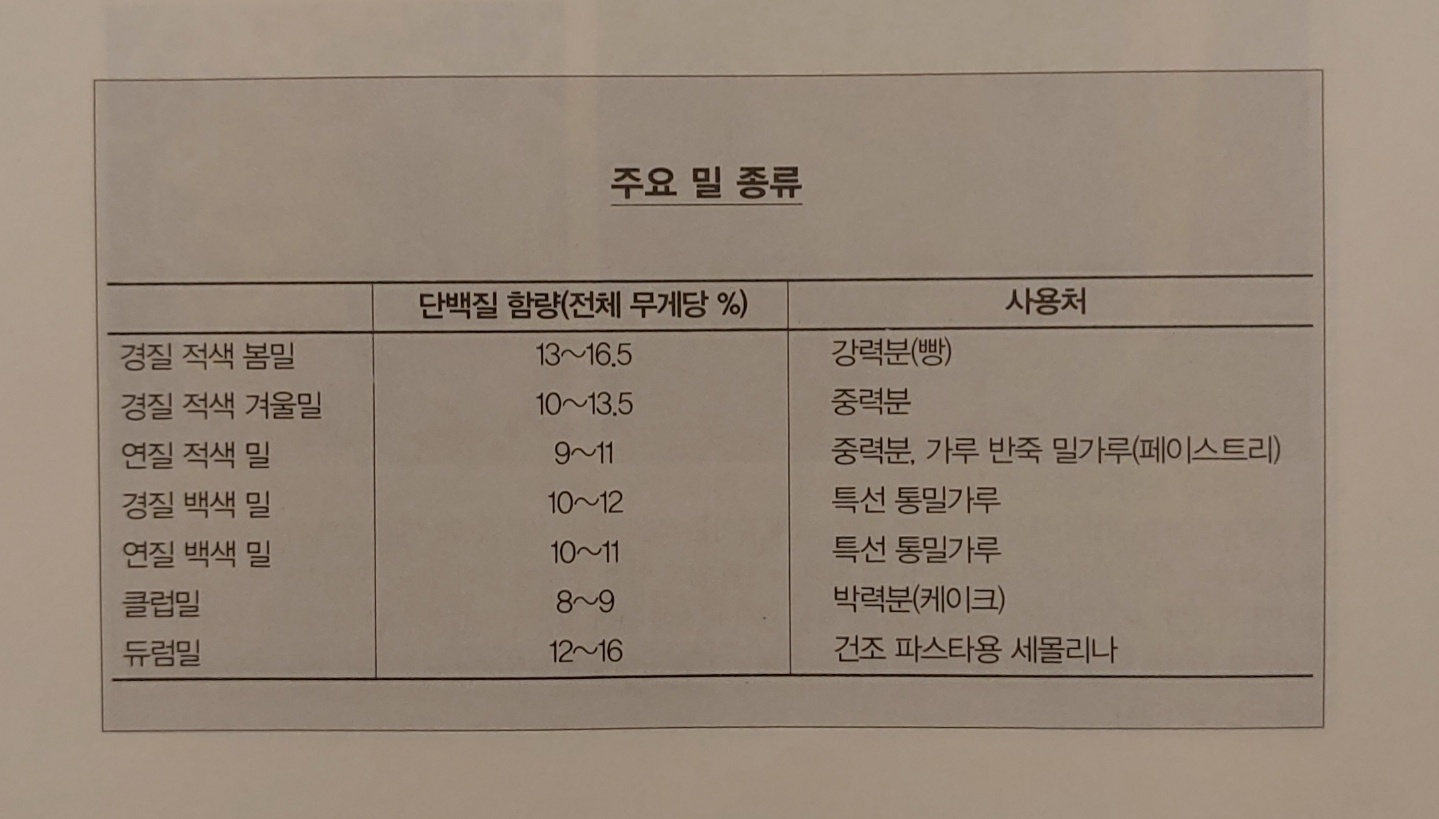 주요 밀 종류
단백질 함량(전체 무게당 %) 사용처
경질 적색 봄밀 13~16.5 강력분(빵)
경질 적색 겨울밀 10~13.5 중력분
연질 적색 밀 9~11 중력분, 가루 반죽 밀가루(페이스트리)
경질 백색 밀 10~12 특선 통밀가루
연질 백색 밀 10~11 특선 통밀가루
클럽밀 8~9 박력분(케이크)
듀럼밀 12~16 건조 파스타용 세몰리나